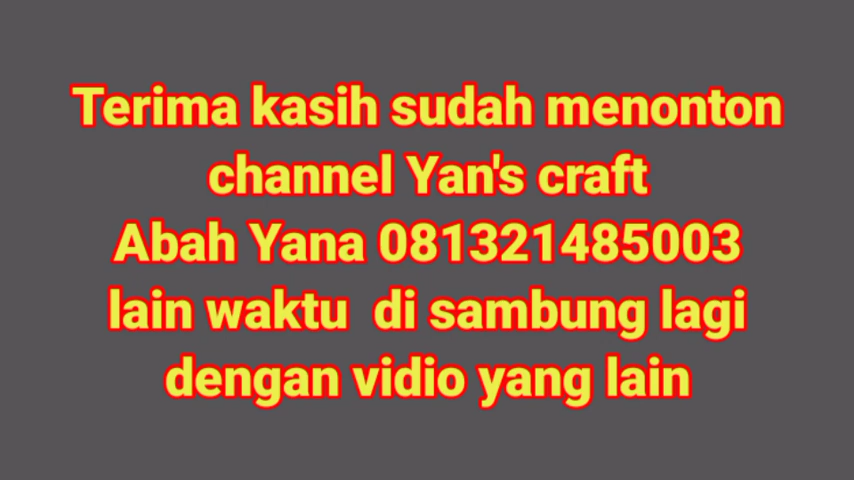 Terima kasih sudah menonton
channel Yan's craft
Abah Yana 081321485003
lain waktu  di sambung lagi
dengan vidio yang lain